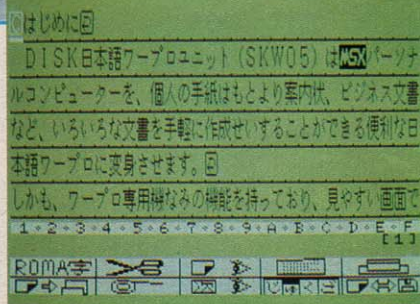 はじめに
DISK日本語ワープロユニット(SKW05)はMSXパーソナ
ルコンピューターを、個人の手紙はもとより案内状、ビジネス文書
など、いろいろな文書を手軽に作成せいすることができる便利な日
本語ワープロに変身させます。
しかも、ワープロ専用機なみの機能を持っており、見やすい画面で
1・2・3・4・5・6・7・8・9・A・B・C・D・E・F
[1]
ROMA字